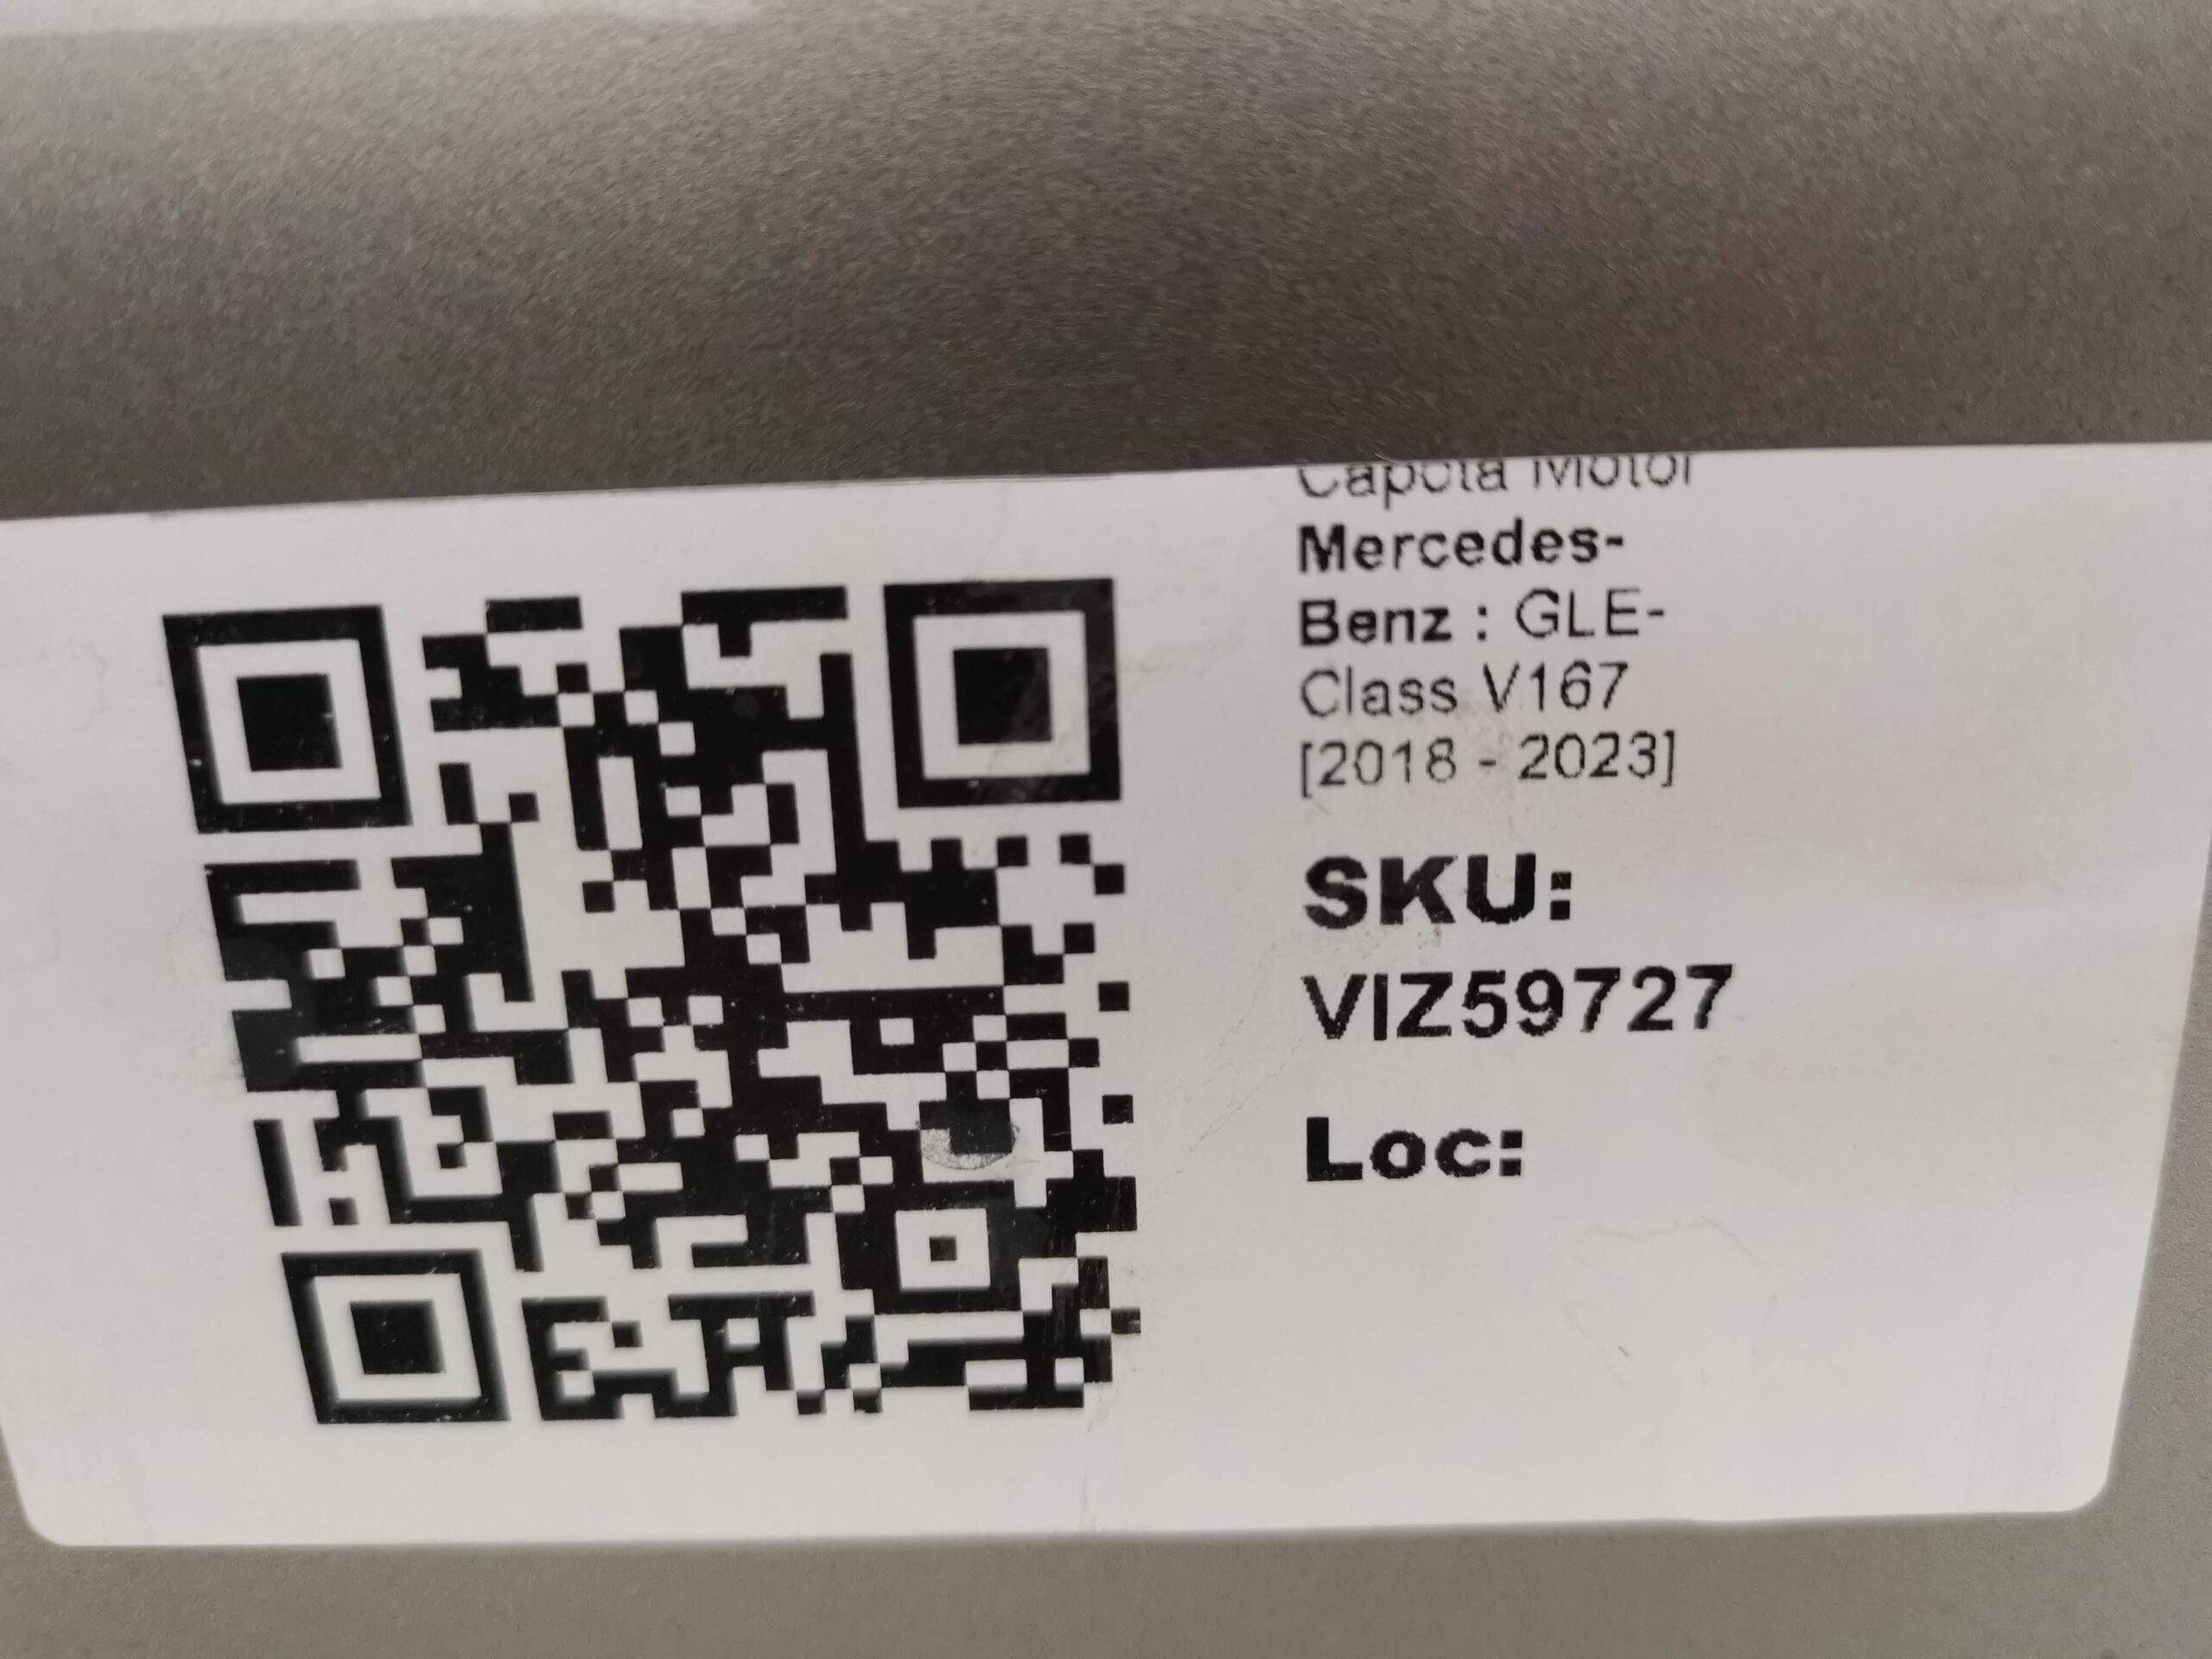 Capota Motor
Mercedes-
Benz : GLE-
Class V167
[2018 - 2023]
SKU:
VIZ59727
Loc: